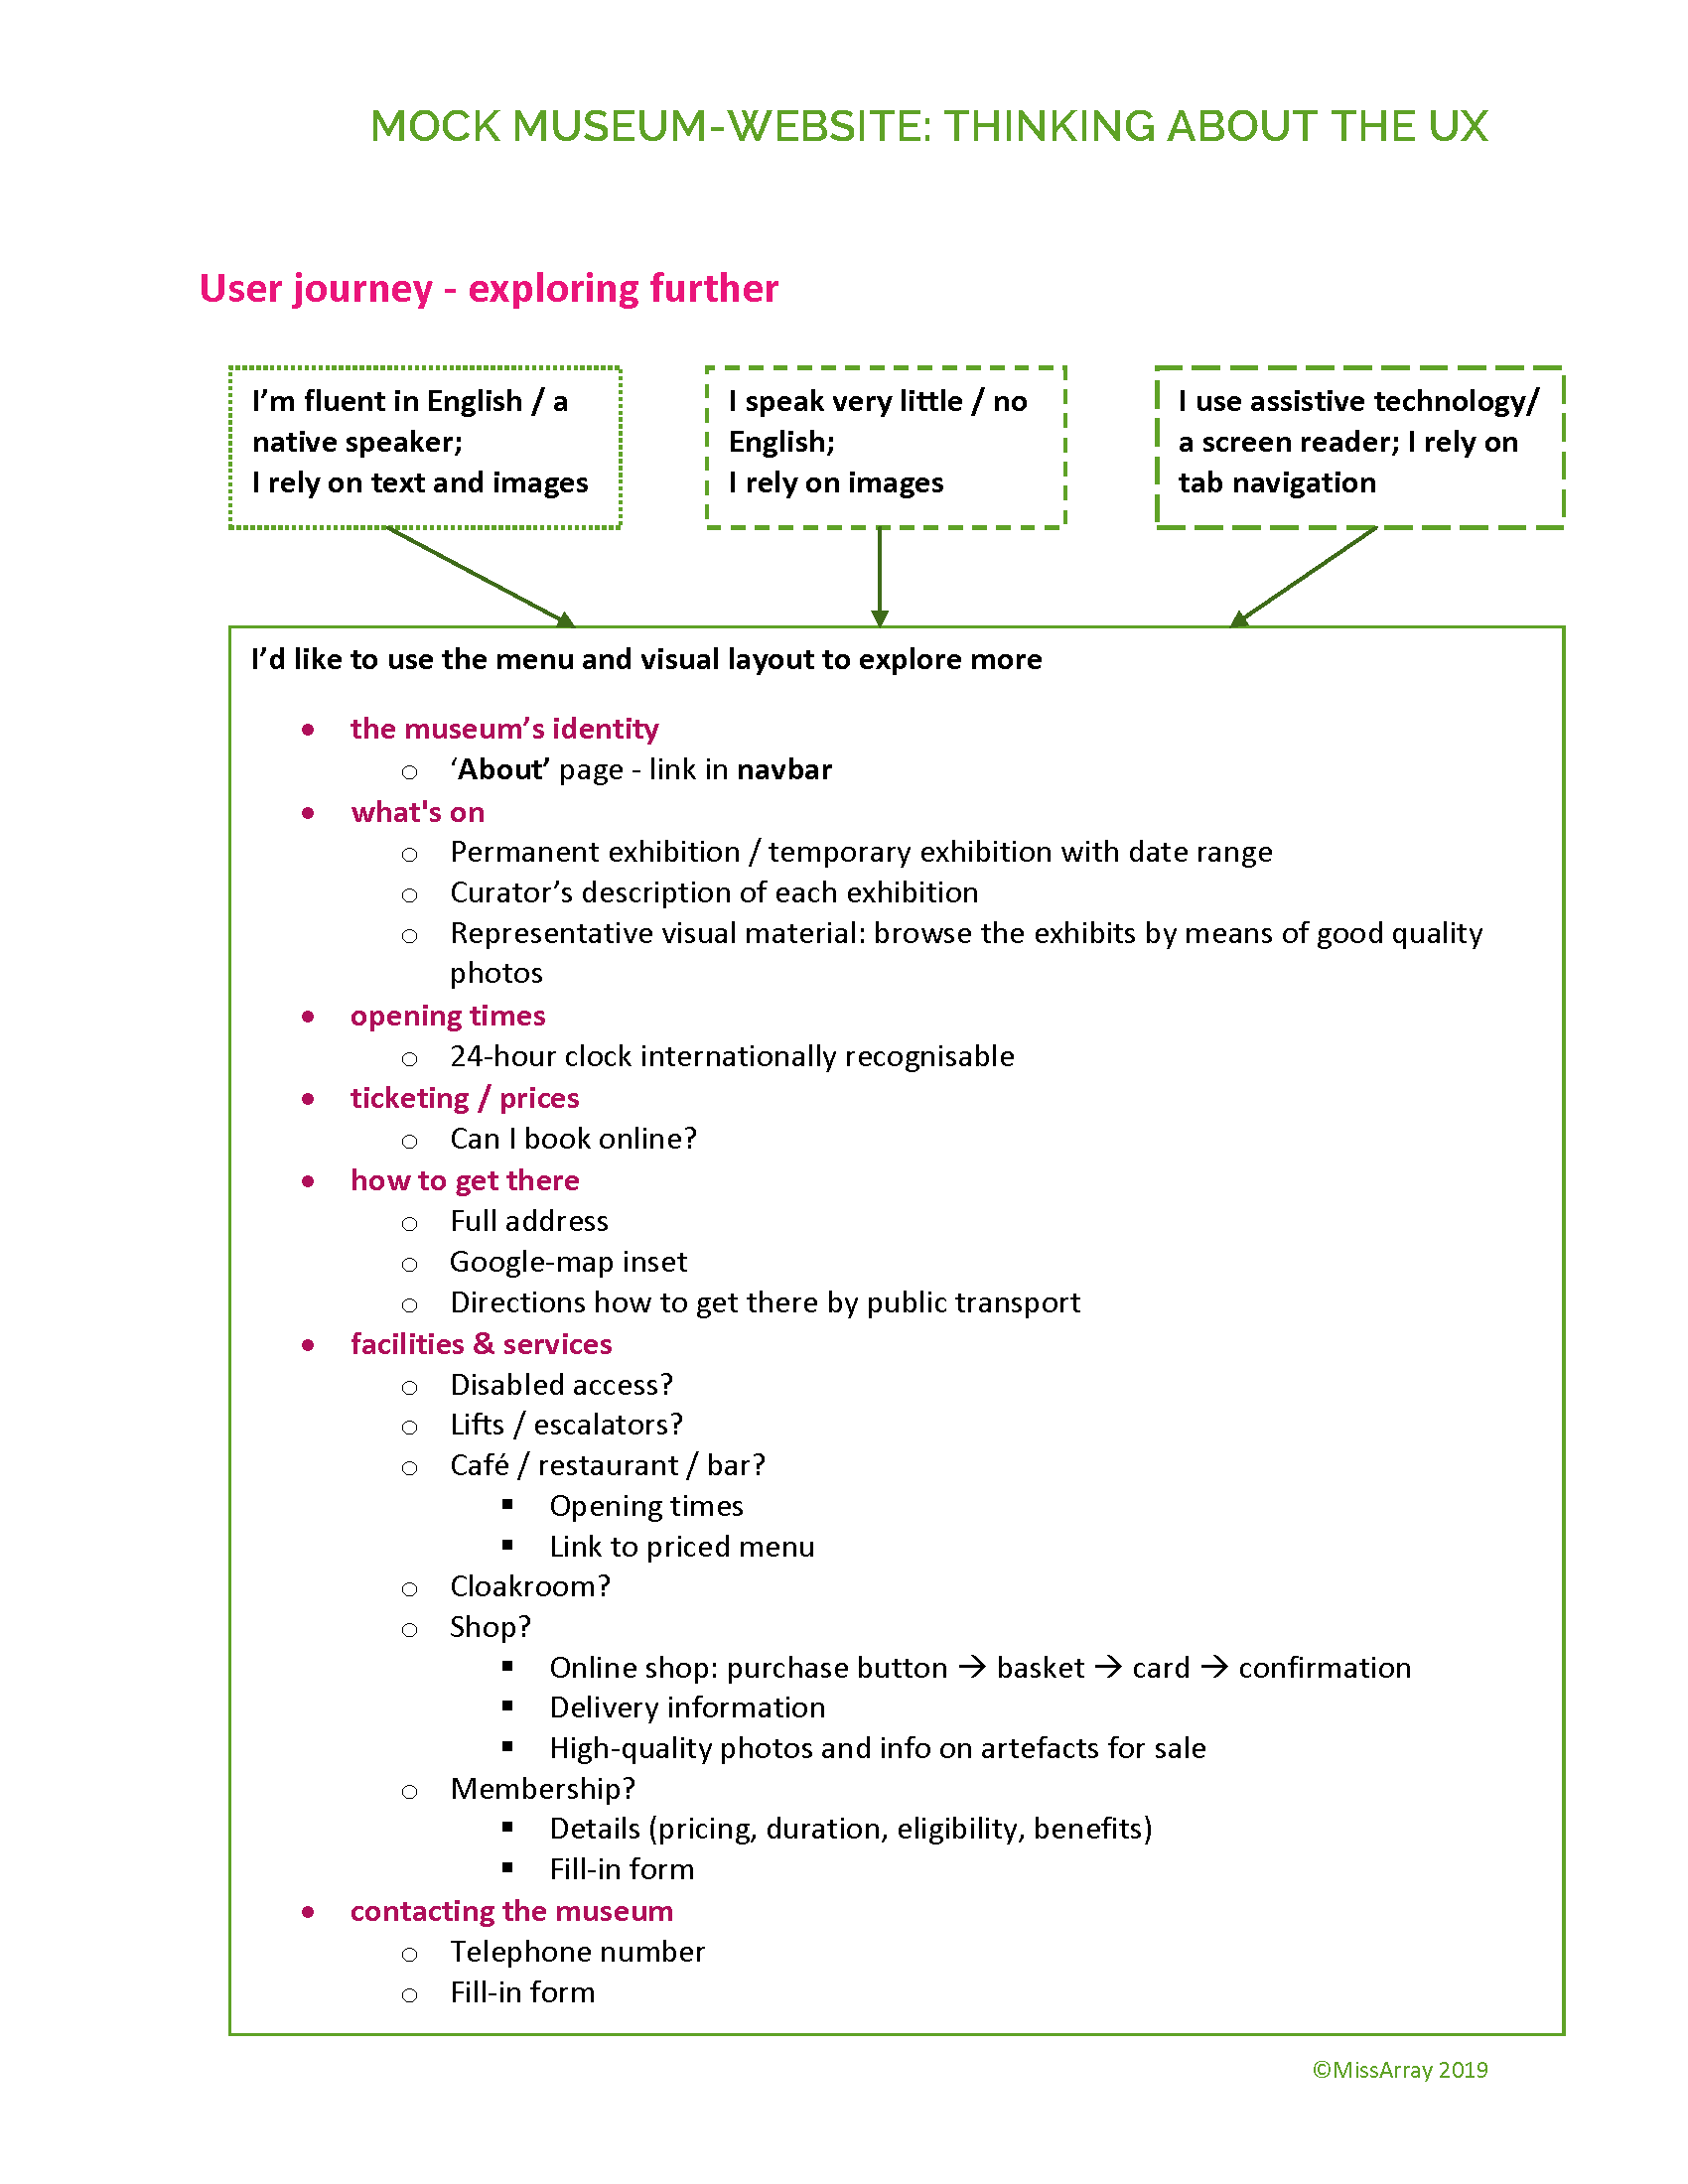 MOCK MUSEUM-WEBSITE: THINKING ABOUT THE UX
User journey - exploring further
I’m fluent in English / a
native speaker;
I rely on text and images
I speak very little / no
English;
I rely on images
I use assistive technology/
a screen reader; I rely on
tab navigation
I’d like to use the menu and visual layout to explore more
• the museum’s identity
o ‘About’ page - link in navbar
• what's on
o Permanent exhibition / temporary exhibition with date range
o Curator’s description of each exhibition
o Representative visual material: browse the exhibits by means of good quality
photos
• opening times
o 24-hour clock internationally recognisable
• ticketing / prices
o Can I book online?
• how to get there
o Full address
o Google-map inset
o Directions how to get there by public transport
• facilities & services
o Disabled access?
o Lifts / escalators?
o Café / restaurant / bar?
▪ Opening times
▪ Link to priced menu
o Cloakroom?
o Shop?
▪ Online shop: purchase button → basket → card → confirmation
▪ Delivery information
▪ High-quality photos and info on artefacts for sale
o Membership?
▪ Details (pricing, duration, eligibility, benefits)
▪ Fill-in form
• contacting the museum
o Telephone number
o Fill-in form
©MissArray 2019